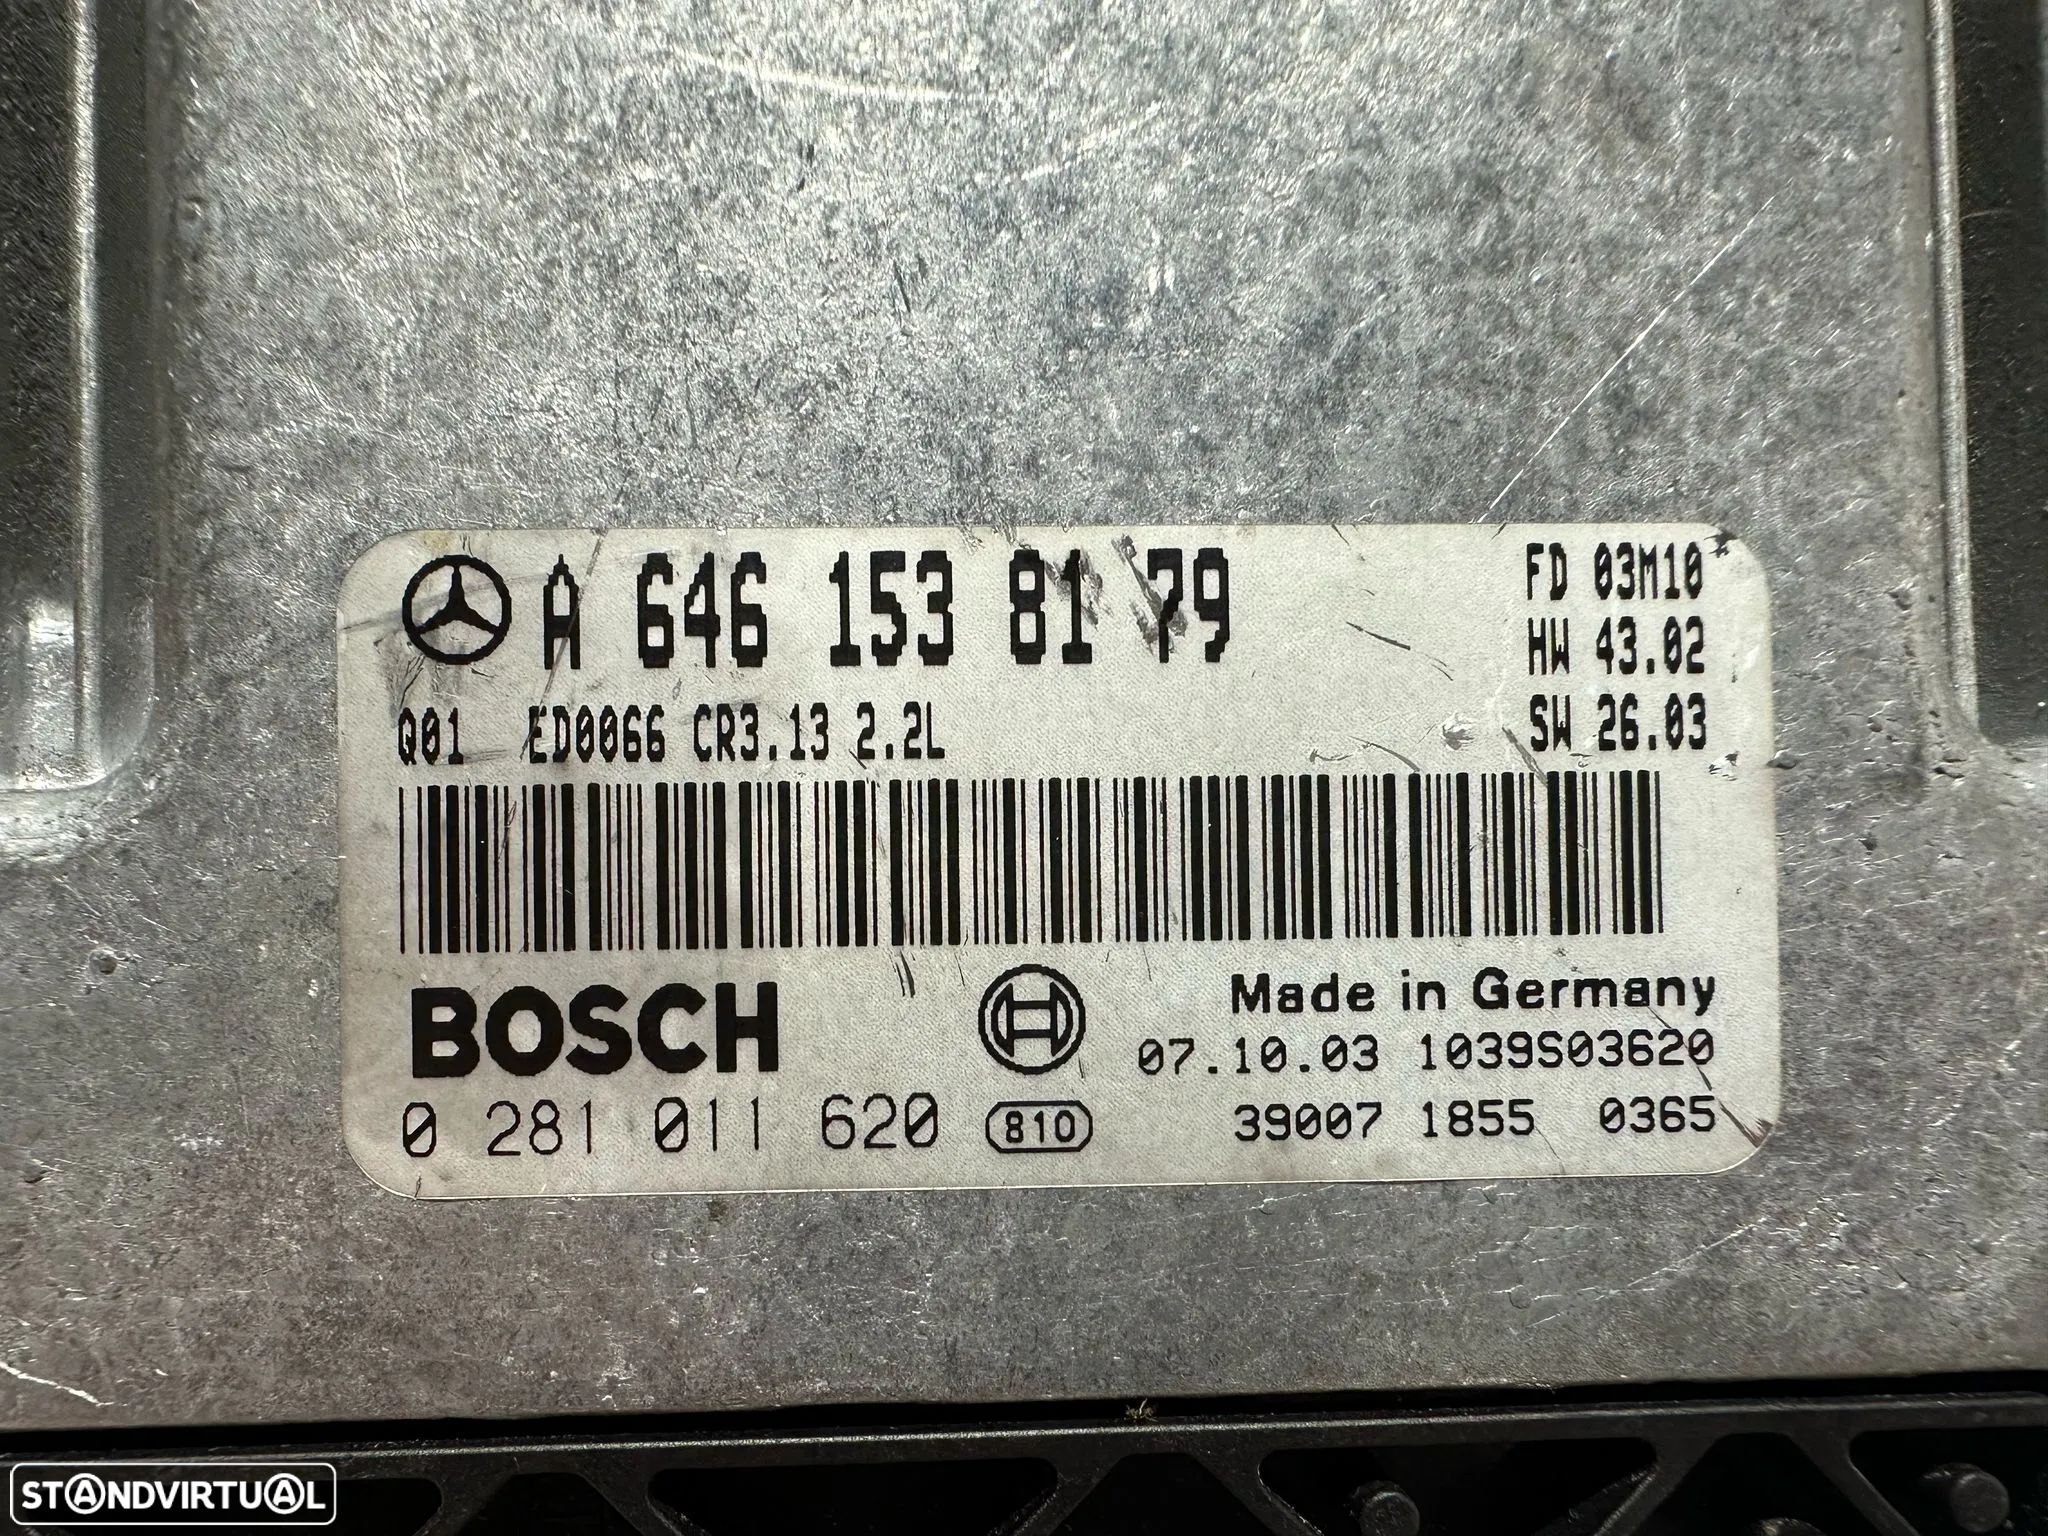 A 646 153 81 79
FD 03M10
HW 43.02
SW 26.03
Q01 ED0066 CR3.13 2.2L
BOSCH
Made in Germany
07.10.03 1039S03620
0 281 011 620 810
39007 1855 0365
STANDVIRTUAL